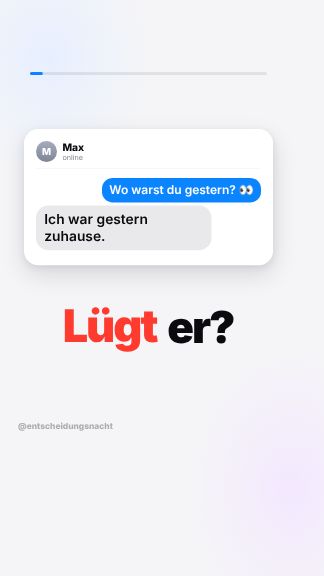 M
Max
online
Wo warst du gestern? 👀
Ich war gestern
zuhause.
Lügt er?
@entscheidungsnacht